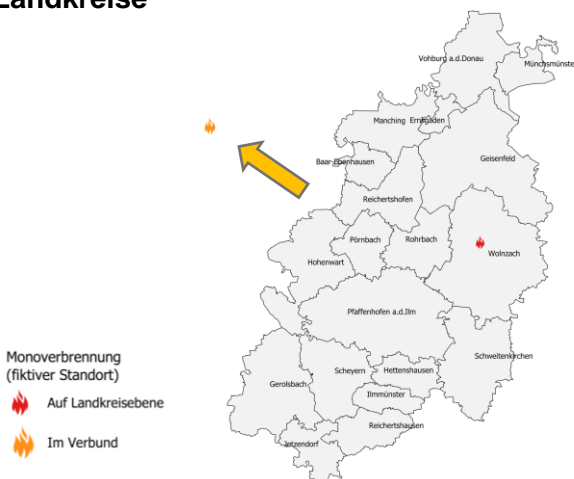 Landkreise
Vohburg a.d.Donau
Münchsmünster
Manching
Ernsgaden
Baar-Ebenhausen
Geisenfeld
Reichertshofen
Pörnbach
Rohrbach
Wolnzach
Hohenwart
Pfaffenhofen a.d.Ilm
Schweitenkirchen
Scheyern
Hettenshausen
Gerolsbach
Ilmmünster
Reichertshausen
Jetzendorf
Monoverbrennung
(fiktiver Standort)
Auf Landkreisebene
Im Verbund